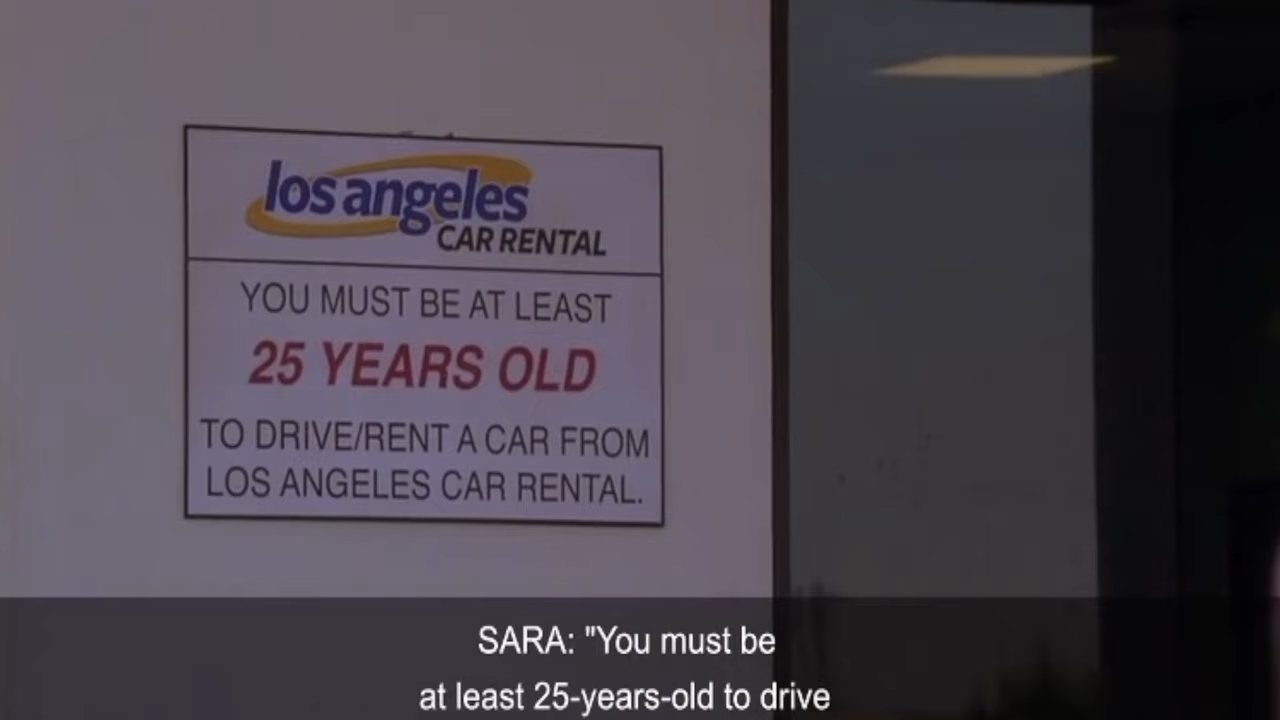 los angeles
CAR RENTAL
YOU MUST BE AT LEAST
25 YEARS OLD
TO DRIVE/RENT A CAR FROM
LOS ANGELES CAR RENTAL.
SARA: "You must be
at least 25-years-old to drive